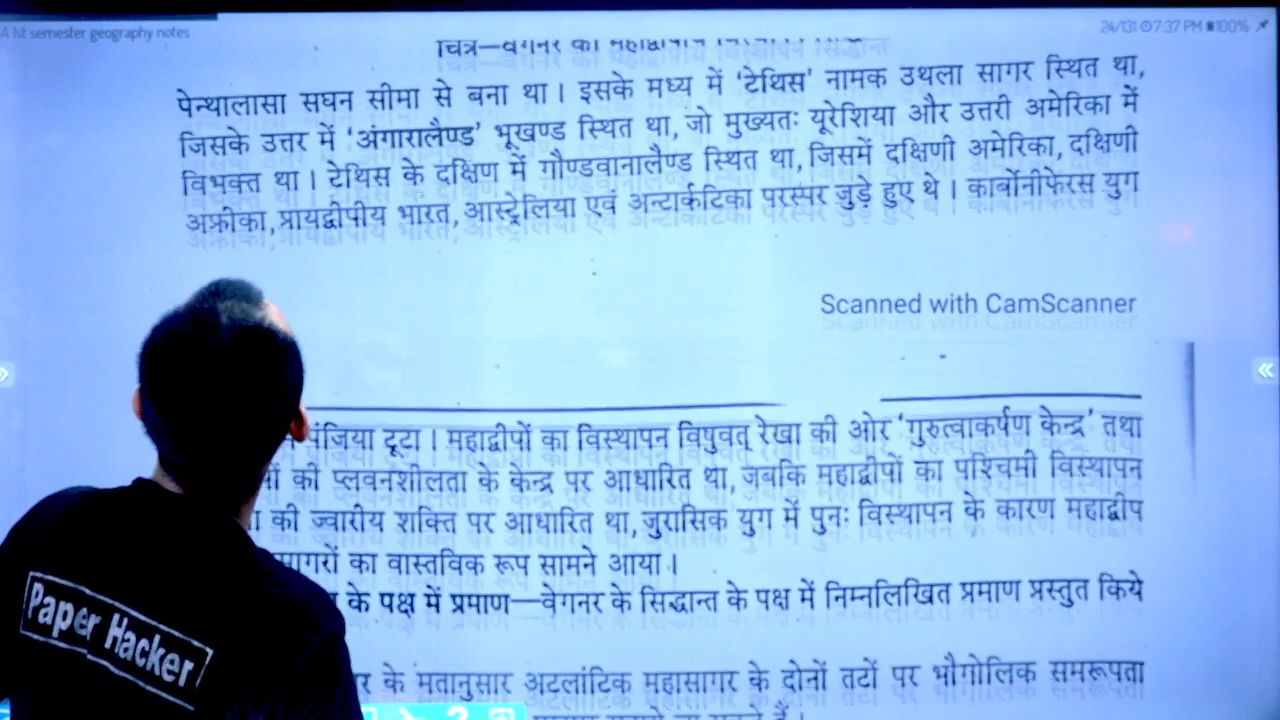 A 1st semester geography notes
24/131 7:37 PM 100%
चित्र—वेगनर का महाद्वीपीय विस्थापन सिद्धान्त
पेन्थालासा सघन सीमा से बना था। इसके मध्य में 'टेथिस' नामक उथला सागर स्थित था,
जिसके उत्तर में 'अंगारालैण्ड' भूखण्ड स्थित था, जो मुख्यतः यूरेशिया और उत्तरी अमेरिका में
विभक्त था। टेथिस के दक्षिण में गौण्डवानालैण्ड स्थित था, जिसमें दक्षिणी अमेरिका, दक्षिणी
अफ्रीका, प्रायद्वीपीय भारत, आस्ट्रेलिया एवं अन्टार्कटिका परस्पर जुड़े हुए थे। कार्बोनीफेरस युग
Scanned with CamScanner
पेंजिया टूटा। महाद्वीपों का विस्थापन विषुवत् रेखा की ओर 'गुरुत्वाकर्षण केन्द्र' तथा
की प्लवनशीलता के केन्द्र पर आधारित था, जबकि महाद्वीपों का पश्चिमी विस्थापन
की ज्वारीय शक्ति पर आधारित था, जुरासिक युग में पुनः विस्थापन के कारण महाद्वीप
सागरों का वास्तविक रूप सामने आया।
के पक्ष में प्रमाण—वेगनर के सिद्धान्त के पक्ष में निम्नलिखित प्रमाण प्रस्तुत किये
के मतानुसार अटलांटिक महासागर के दोनों तटों पर भौगोलिक समरूपता
Paper Hacker